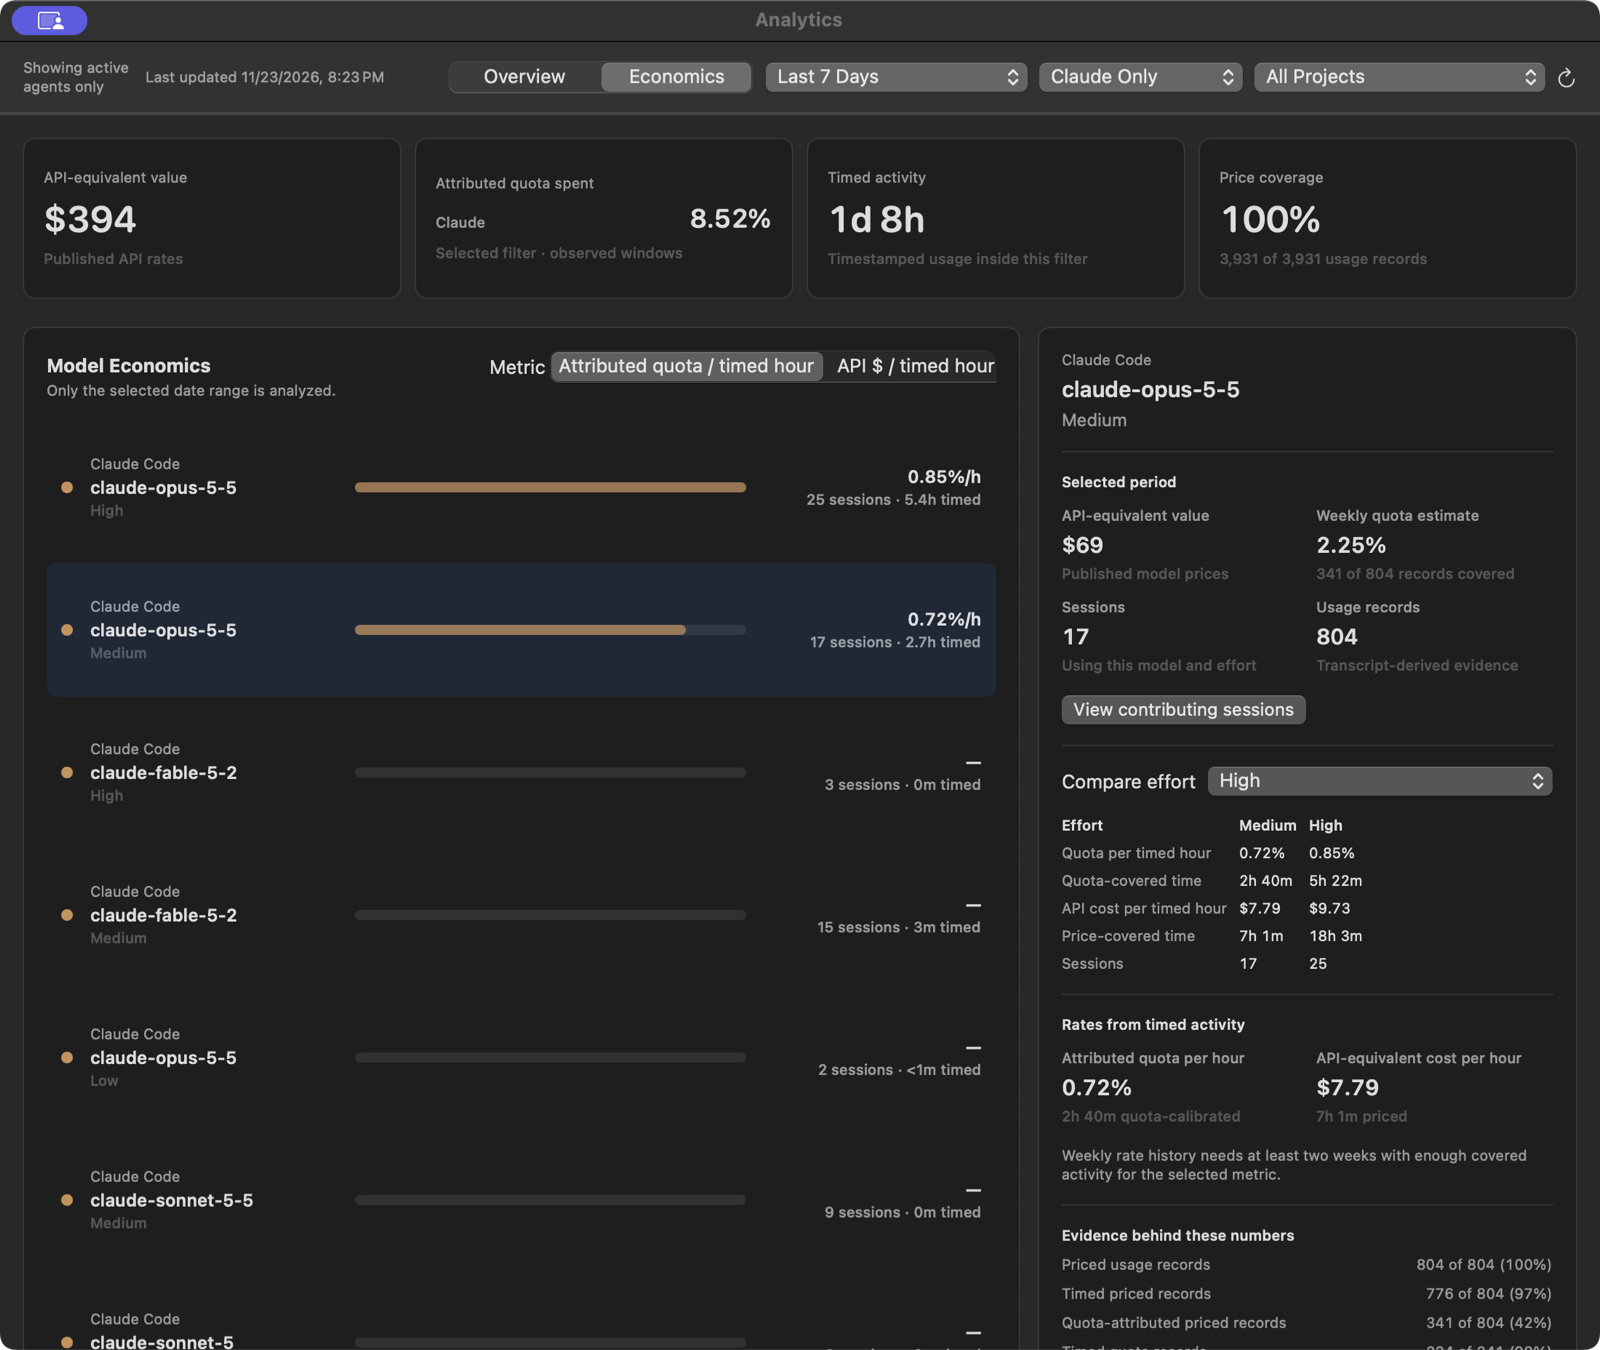 Analytics
Showing active
agents only
Last updated 11/23/2026, 8:23 PM
Overview
Economics
Last 7 Days
Claude Only
All Projects
API-equivalent value
$394
Published API rates
Attributed quota spent
Claude
8.52%
Selected filter · observed windows
Timed activity
1d 8h
Timestamped usage inside this filter
Price coverage
100%
3,931 of 3,931 usage records
Model Economics
Only the selected date range is analyzed.
Metric
Attributed quota / timed hour
API $ / timed hour
Claude Code
claude-opus-5-5
High
0.85%/h
25 sessions · 5.4h timed
Claude Code
claude-opus-5-5
Medium
0.72%/h
17 sessions · 2.7h timed
Claude Code
claude-fable-5-2
High
—
3 sessions · 0m timed
Claude Code
claude-fable-5-2
Medium
—
15 sessions · 3m timed
Claude Code
claude-opus-5-5
Low
—
2 sessions · <1m timed
Claude Code
claude-sonnet-5-5
Medium
—
9 sessions · 0m timed
Claude Code
claude-sonnet-5
—
Claude Code
claude-opus-5-5
Medium
Selected period
API-equivalent value
$69
Published model prices
Weekly quota estimate
2.25%
341 of 804 records covered
Sessions
17
Using this model and effort
Usage records
804
Transcript-derived evidence
View contributing sessions
Compare effort
High
Effort Medium High
Quota per timed hour 0.72% 0.85%
Quota-covered time 2h 40m 5h 22m
API cost per timed hour $7.79 $9.73
Price-covered time 7h 1m 18h 3m
Sessions 17 25
Rates from timed activity
Attributed quota per hour
0.72%
2h 40m quota-calibrated
API-equivalent cost per hour
$7.79
7h 1m priced
Weekly rate history needs at least two weeks with enough covered
activity for the selected metric.
Evidence behind these numbers
Priced usage records 804 of 804 (100%)
Timed priced records 776 of 804 (97%)
Quota-attributed priced records 341 of 804 (42%)